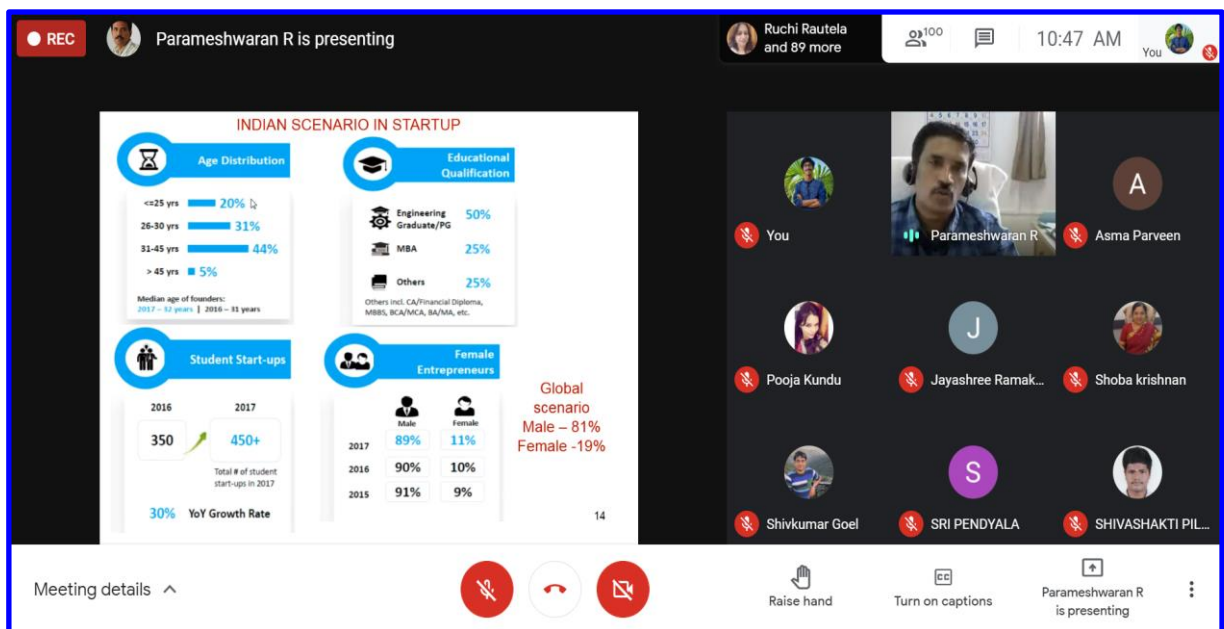 REC
Parameshwaran R is presenting
Ruchi Rautela
and 89 more
100
10:47 AM
You
INDIAN SCENARIO IN STARTUP
Age Distribution
<=25 yrs 20%
26-30 yrs 31%
31-45 yrs 44%
> 45 yrs 5%
Median age of founders:
2017 – 32 years | 2016 – 31 years
Educational
Qualification
Engineering
Graduate/PG 50%
MBA 25%
Others 25%
Others incl. CA/Financial Diploma,
MBBS, BCA/MCA, BA/MA, etc.
Student Start-ups
2016 2017
350 450+
Total # of student
start-ups in 2017
30% YoY Growth Rate
Female
Entrepreneurs
Male Female
2017 89% 11%
2016 90% 10%
2015 91% 9%
Global
scenario
Male – 81%
Female -19%
14
You
Parameshwaran R
A
Asma Parveen
Pooja Kundu
J
Jayashree Ramak...
Shoba krishnan
Shivkumar Goel
S
SRI PENDYALA
SHIVASHAKTI PIL...
Meeting details
Raise hand
CC
Turn on captions
Parameshwaran R
is presenting